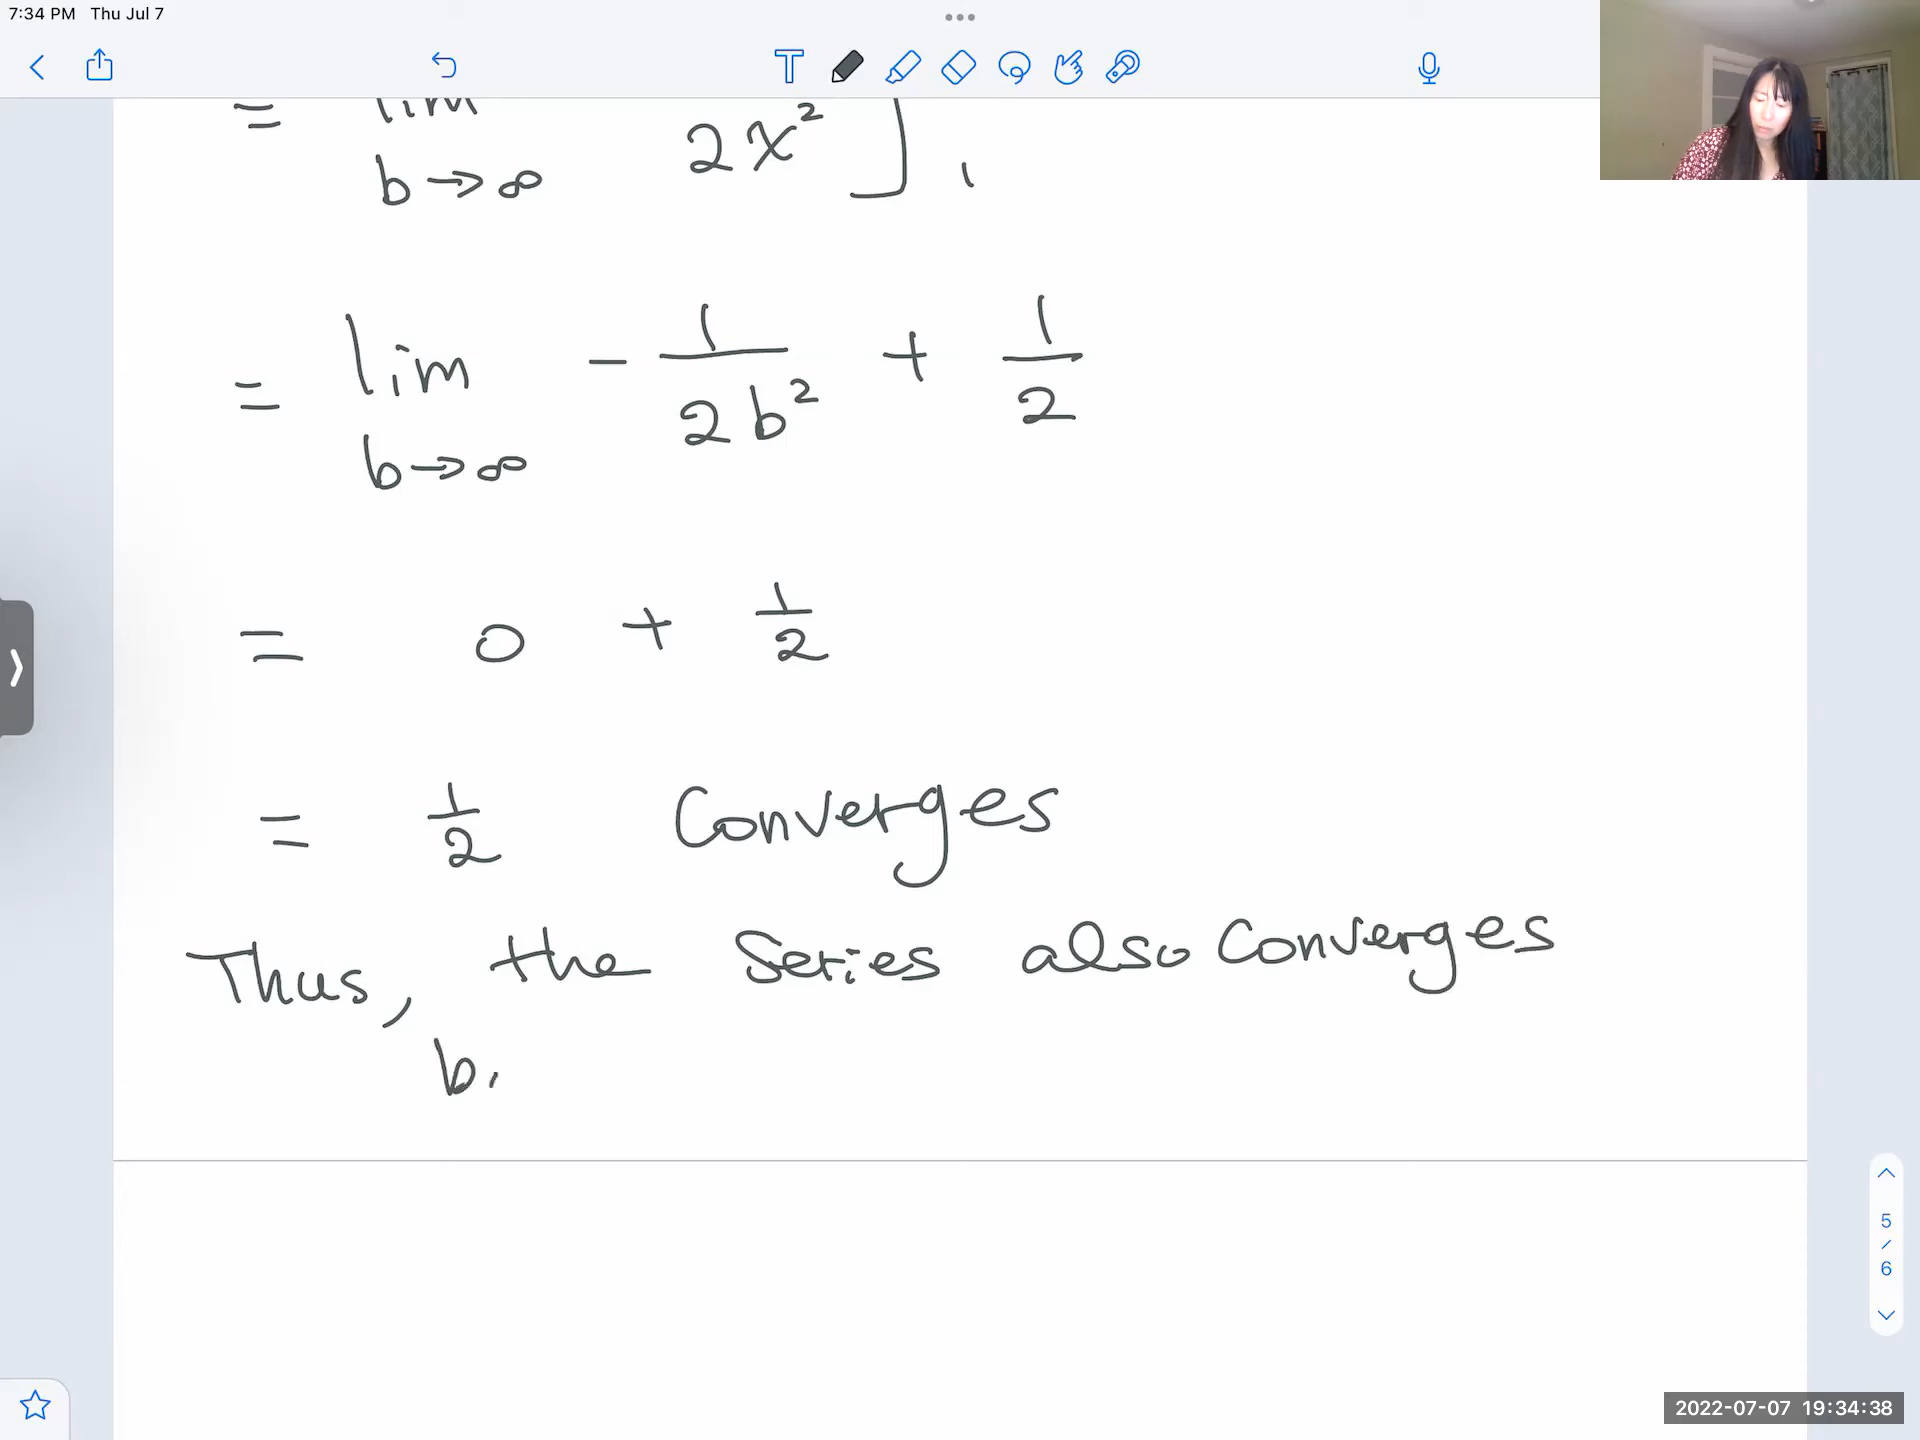 7:34 PM Thu Jul 7
= lim
b→∞ 2x² ] 1
= lim - 1/2b² + 1/2
b→∞
= 0 + 1/2
= 1/2 Converges
Thus, the Series also Converges
b
5
/
6
2022-07-07 19:34:38